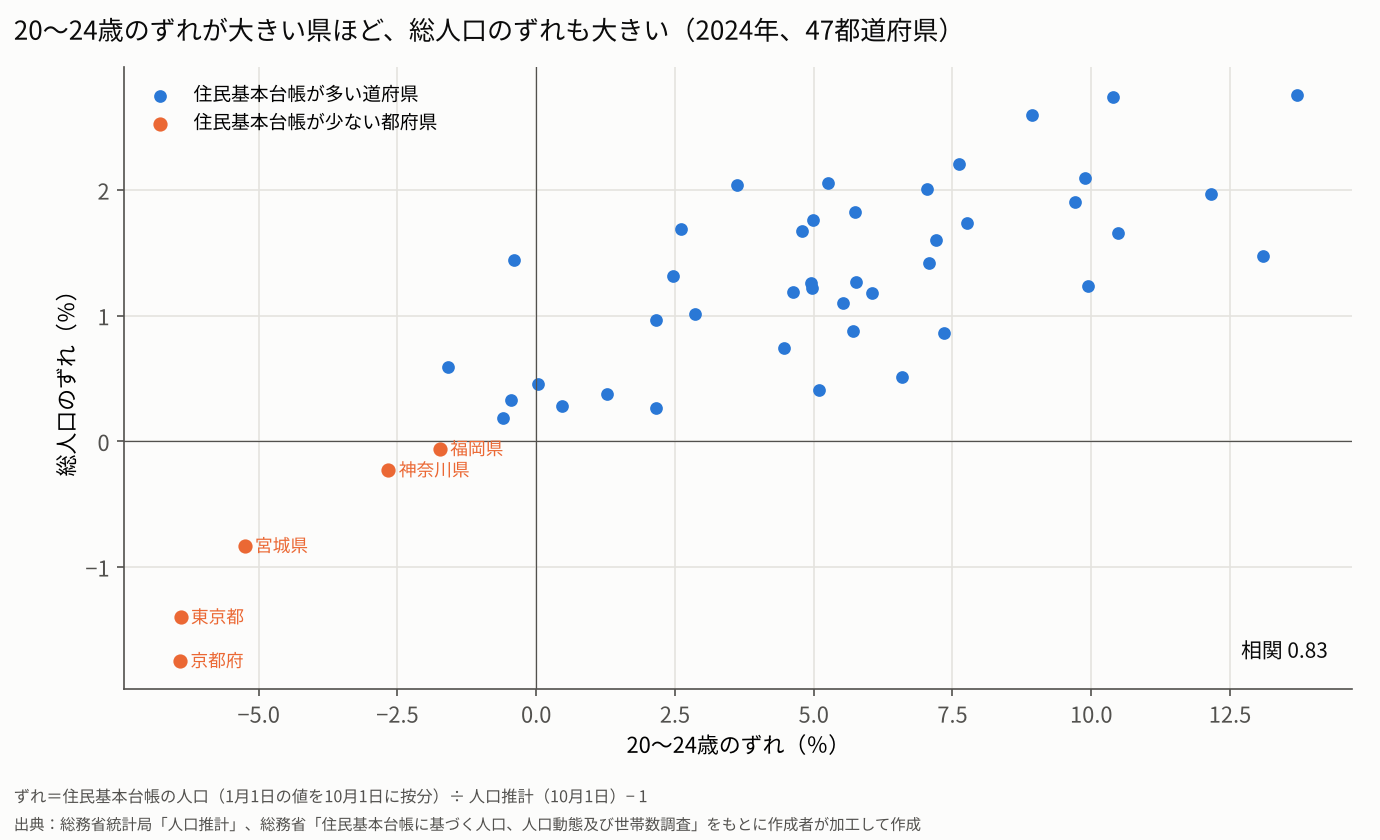 20〜24歳のずれが大きい県ほど、総人口のずれも大きい（2024年、47都道府県）
住民基本台帳が多い道府県
住民基本台帳が少ない都府県
総人口のずれ（%）
2
1
0
−1
福岡県
神奈川県
宮城県
東京都
京都府
相関 0.83
−5.0
−2.5
0.0
2.5
5.0
7.5
10.0
12.5
20〜24歳のずれ（%）
ずれ＝住民基本台帳の人口（1月1日の値を10月1日に按分）÷ 人口推計（10月1日）− 1
出典：総務省統計局「人口推計」、総務省「住民基本台帳に基づく人口、人口動態及び世帯数調査」をもとに作成者が加工して作成